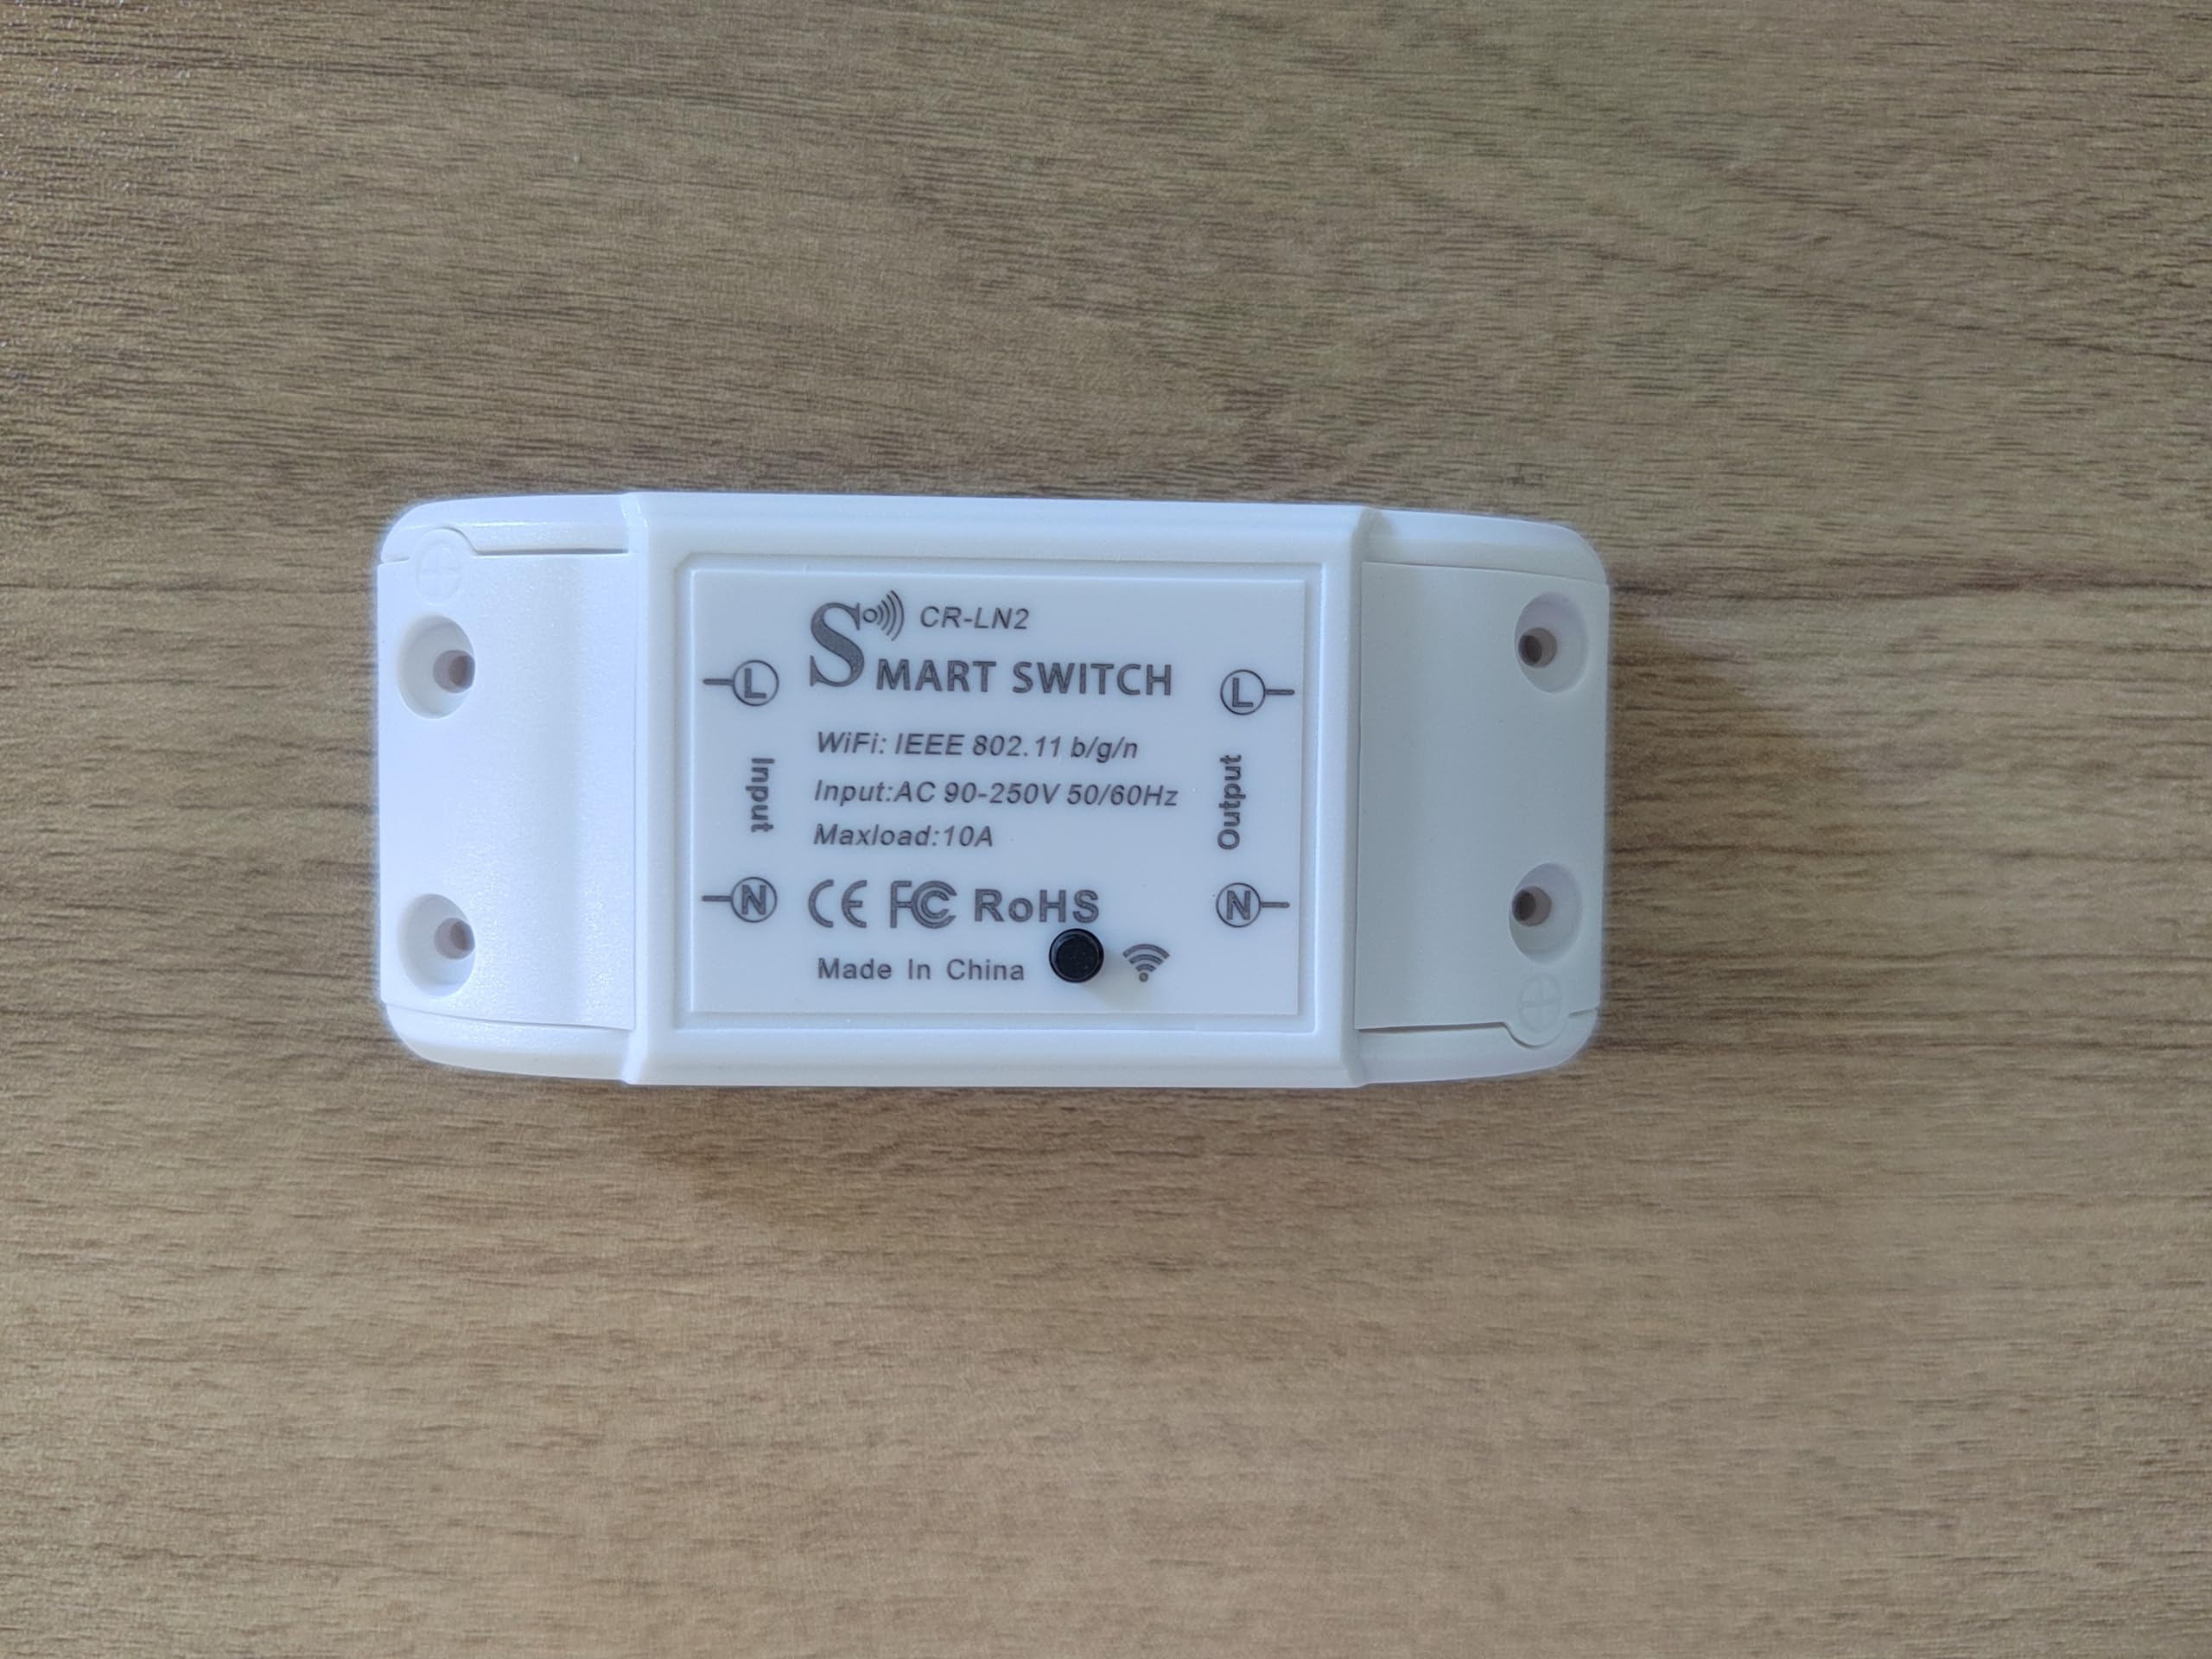 CR-LN2
SMART SWITCH
L
L
WiFi: IEEE 802.11 b/g/n
Input
Input:AC 90-250V 50/60Hz
Output
Maxload:10A
N
CE FC RoHS
N
Made In China